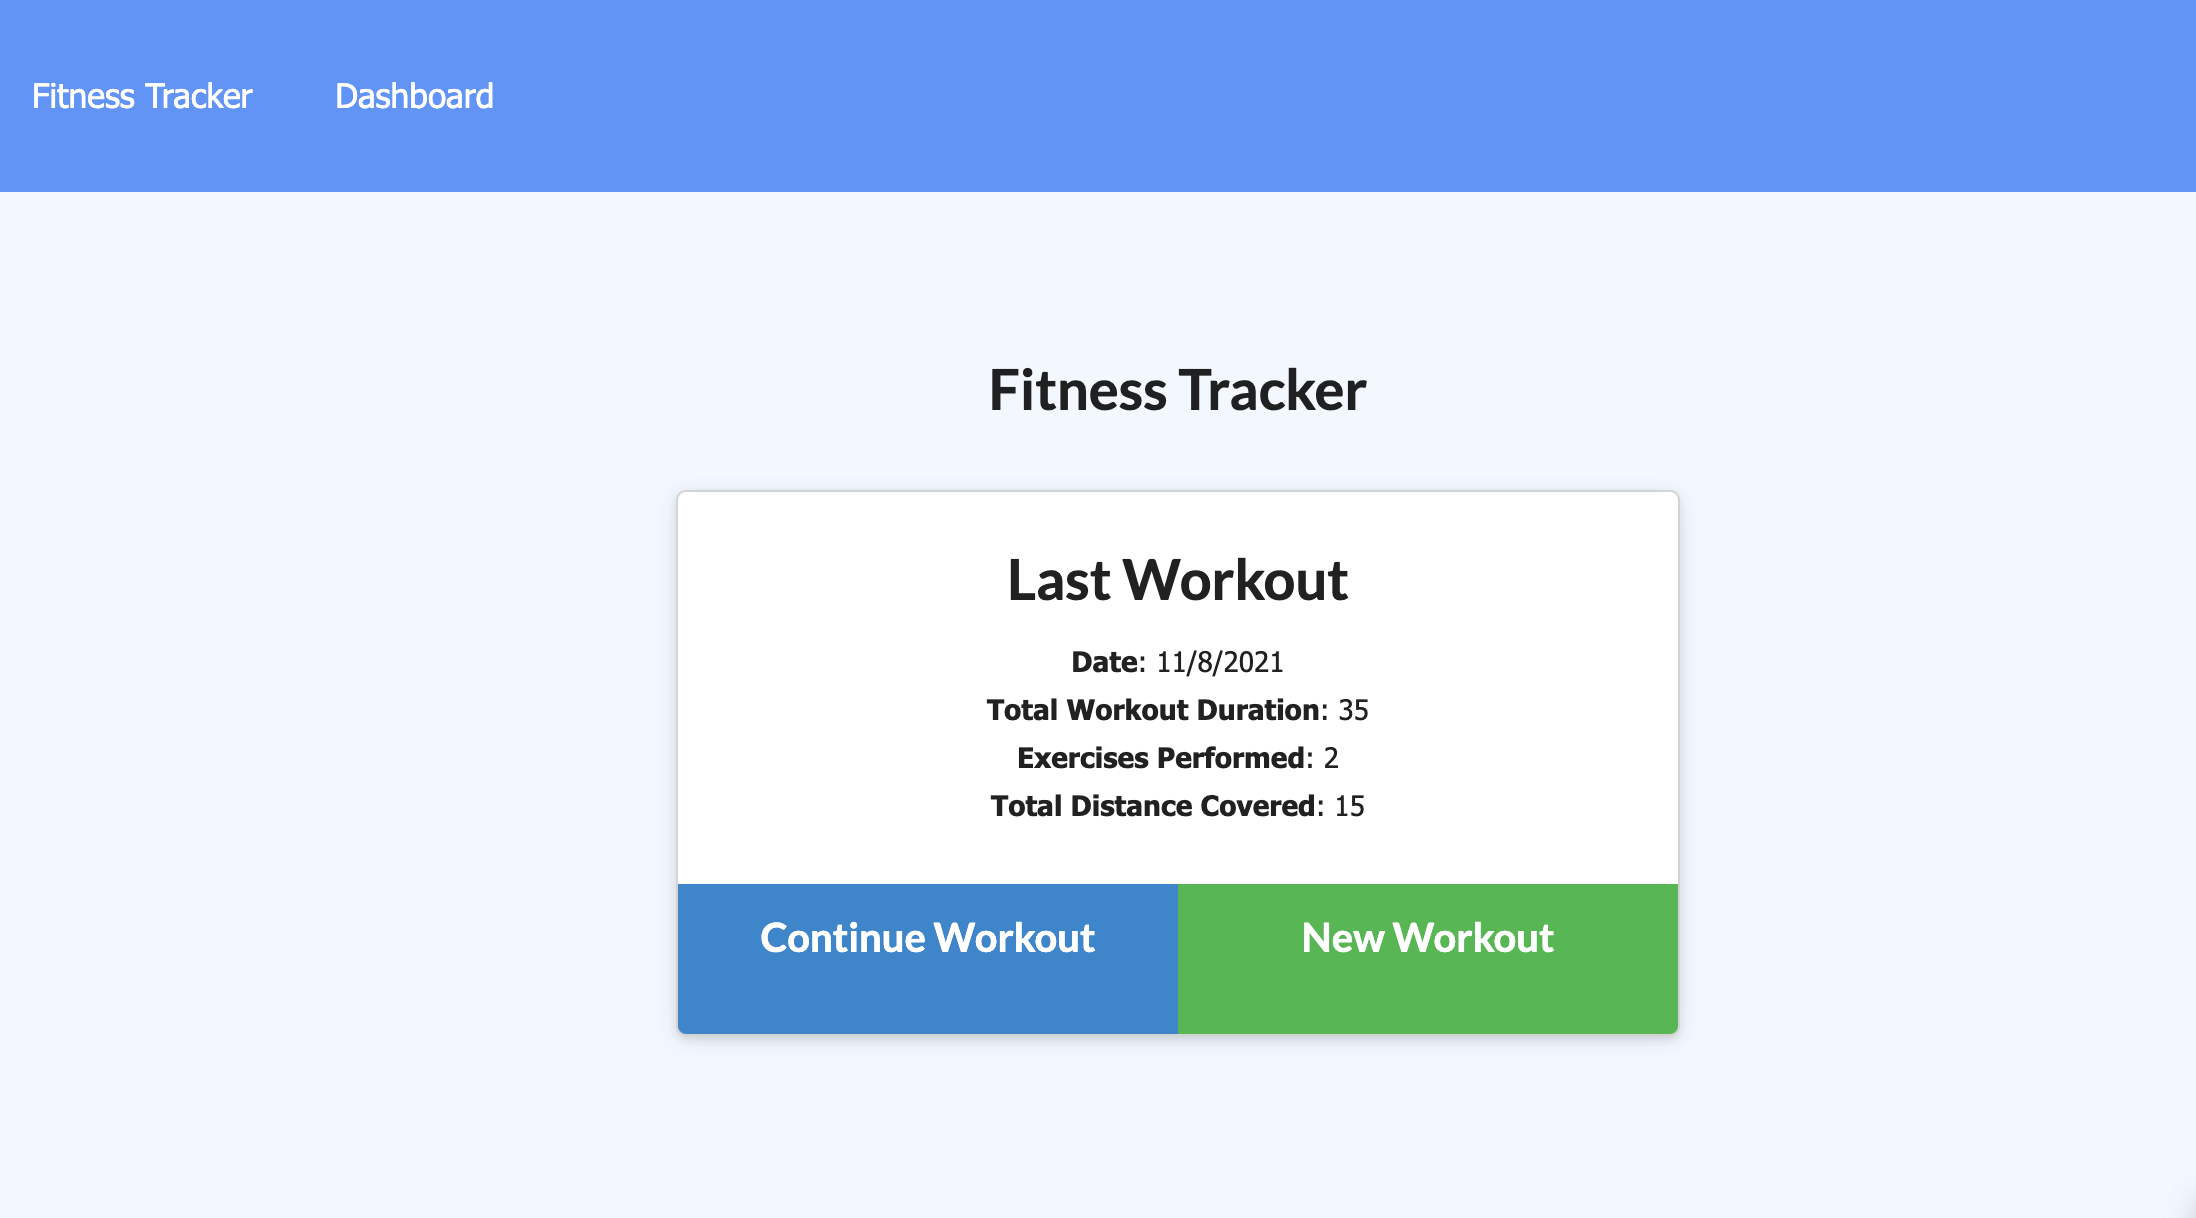 Fitness Tracker Dashboard
Fitness Tracker
Last Workout
Date: 11/8/2021
Total Workout Duration: 35
Exercises Performed: 2
Total Distance Covered: 15
Continue Workout New Workout